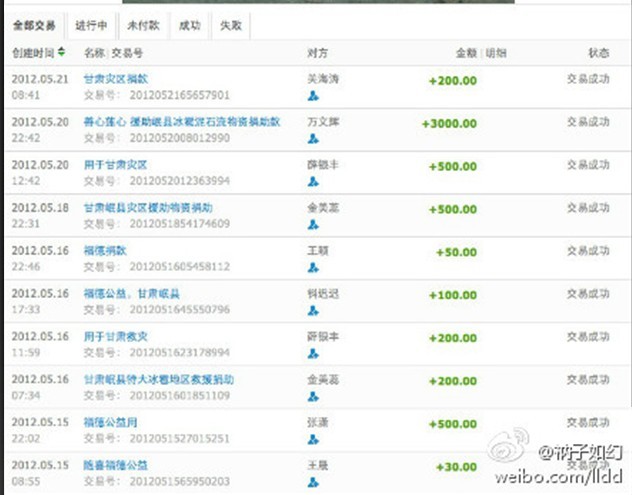 全部交易 进行中 未付款 成功 失败
创建时间 名称 | 交易号 对方 金额 | 明细 状态
2012.05.21 甘肃灾区捐款 关海涛 +200.00 交易成功
08:41 交易号: 2012052165657901
2012.05.20 善心莲心 援助岷县冰雹泥石流物资捐助款 万文辉 +3000.00 交易成功
22:42 交易号: 2012052008012990
2012.05.20 用于甘肃灾区 薛银丰 +500.00 交易成功
12:42 交易号: 2012052012363994
2012.05.18 甘肃岷县灾区援助物资捐助 金美蕊 +500.00 交易成功
22:31 交易号: 2012051854174609
2012.05.16 福德捐款 王颖 +50.00 交易成功
22:46 交易号: 2012051605458112
2012.05.16 福德公益,甘肃岷县 +100.00 交易成功
17:33 交易号: 2012051645550796
2012.05.16 用于甘肃救灾 薛银丰 +200.00 交易成功
11:59 交易号: 2012051623178994
2012.05.16 甘肃岷县特大冰雹地区救援捐助 金美蕊 +200.00 交易成功
07:34 交易号: 2012051601851109
2012.05.15 福德公益用 张潇 +500.00 交易成功
22:02 交易号: 2012051527015251
2012.05.15 随喜福德公益 王晟 +30.00 交易成功
08:55 交易号: 2012051565950203
@衲子如幻
weibo.com/lldd